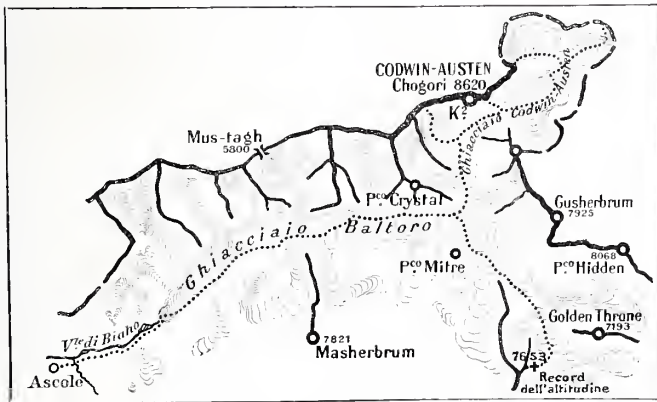 CODWIN-AUSTEN
Chogori 8620
K²
Ghiacciaio Codwin-Austen
Mus-tagh
5800
Pco Crystal
Gusherbrum
7925
Ghiacciaio Baltoro
8068
Pco Hidden
Pco Mitre
Golden Throne
7193
Vle di Biaho
7821
Masherbrum
7653
Ascole
Record
dell'altitudine